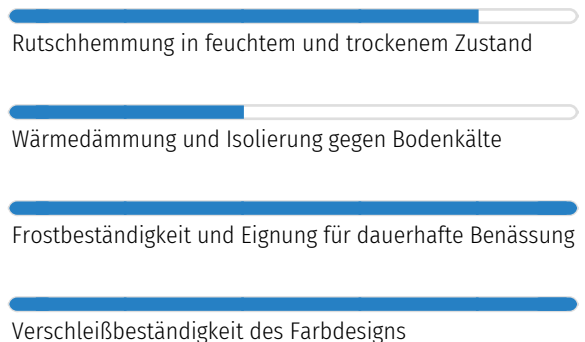 Rutschhemmung in feuchtem und trockenem Zustand
Wärmedämmung und Isolierung gegen Bodenkälte
Frostbeständigkeit und Eignung für dauerhafte Benässung
Verschleißbeständigkeit des Farbdesigns